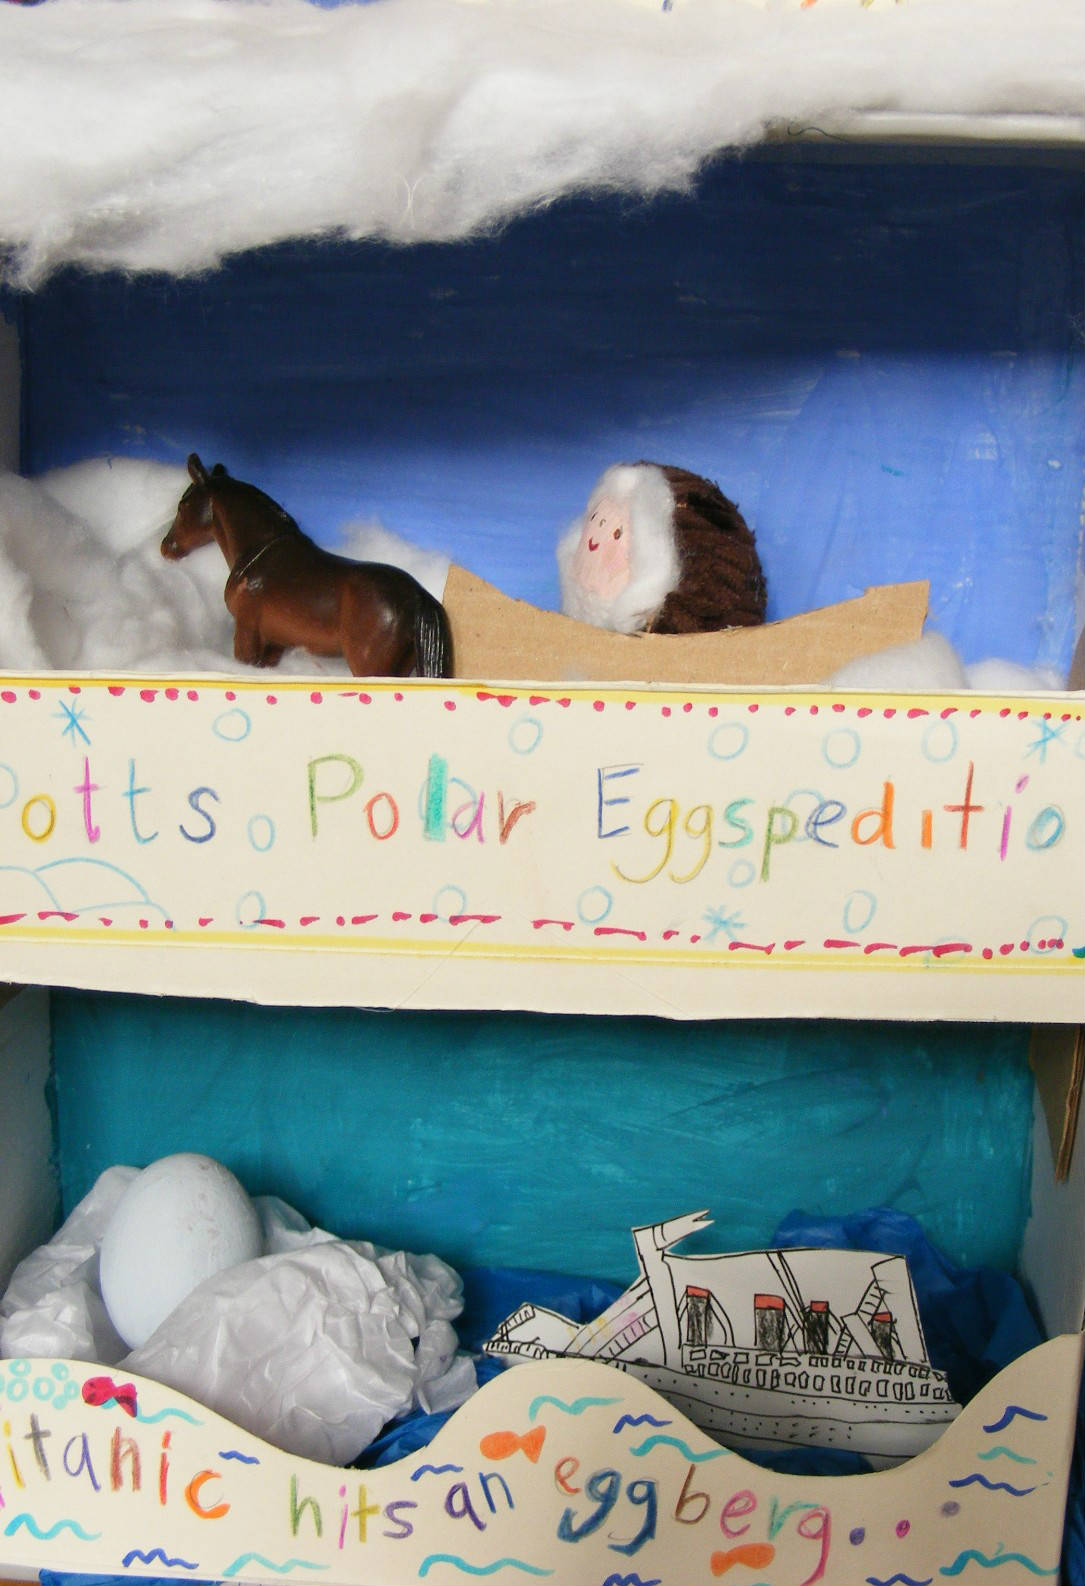 otts Polar Eggspeditio
itanic hits an eggberg...